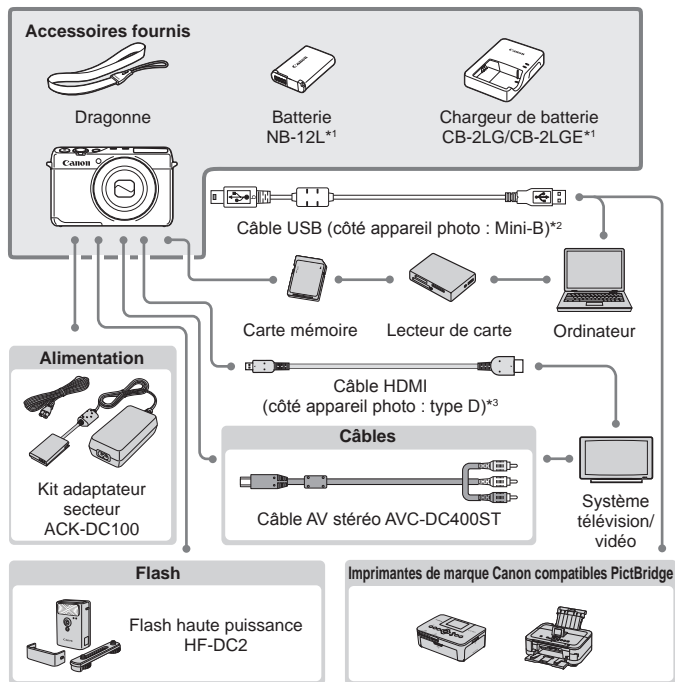 Accessoires fournis
Dragonne
Batterie
NB-12L*1
Chargeur de batterie
CB-2LG/CB-2LGE*1
Canon
Câble USB (côté appareil photo : Mini-B)*2
Carte mémoire
Lecteur de carte
Ordinateur
Alimentation
Kit adaptateur
secteur
ACK-DC100
Câble HDMI
(côté appareil photo : type D)*3
Câbles
Câble AV stéréo AVC-DC400ST
Système
télévision/
vidéo
Flash
Flash haute puissance
HF-DC2
Imprimantes de marque Canon compatibles PictBridge